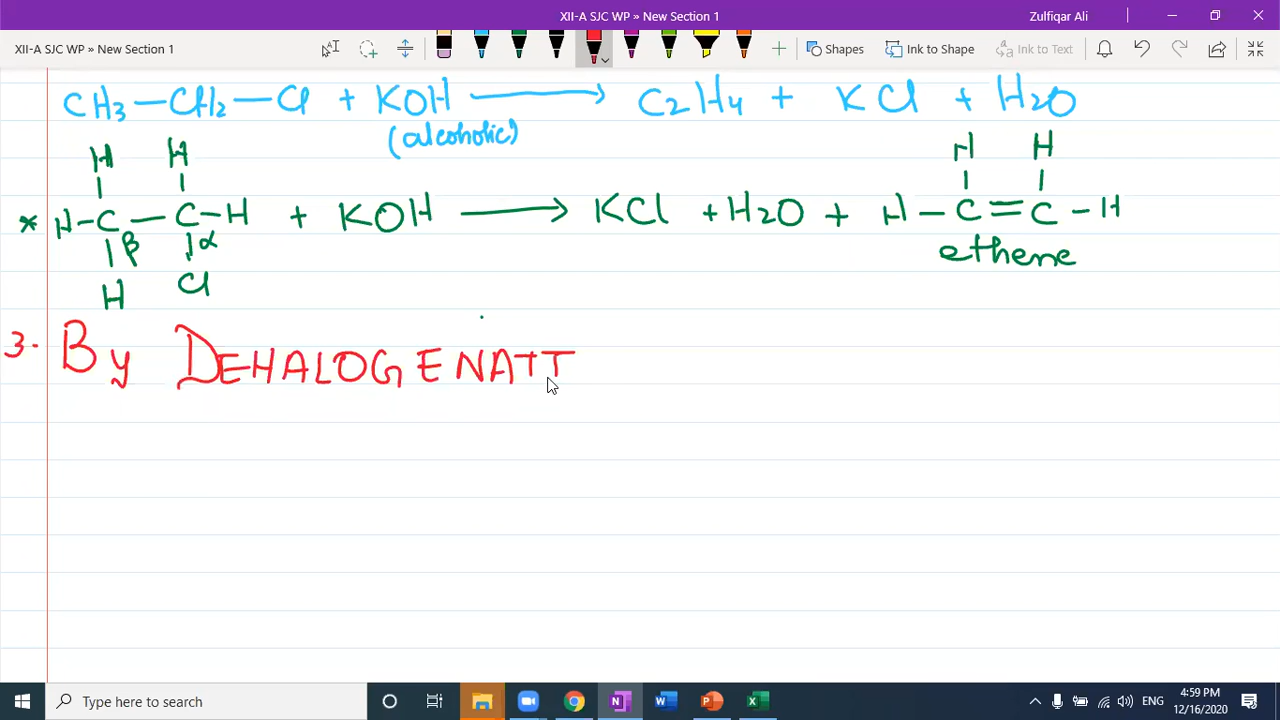 XII-A SJC WP » New Section 1
Zulfiqar Ali
XII-A SJC WP » New Section 1
Shapes
Ink to Shape
Ink to Text
CH3—CH2—Cl + KOH ⟶ C2H4 + KCl + H2O
(alcoholic)
H H H H
* H–C—C–H + KOH ⟶ KCl + H2O + H—C=C–H
β α
H Cl ethene
3. By DEHALOGENATI
Type here to search
ENG
4:59 PM
12/16/2020